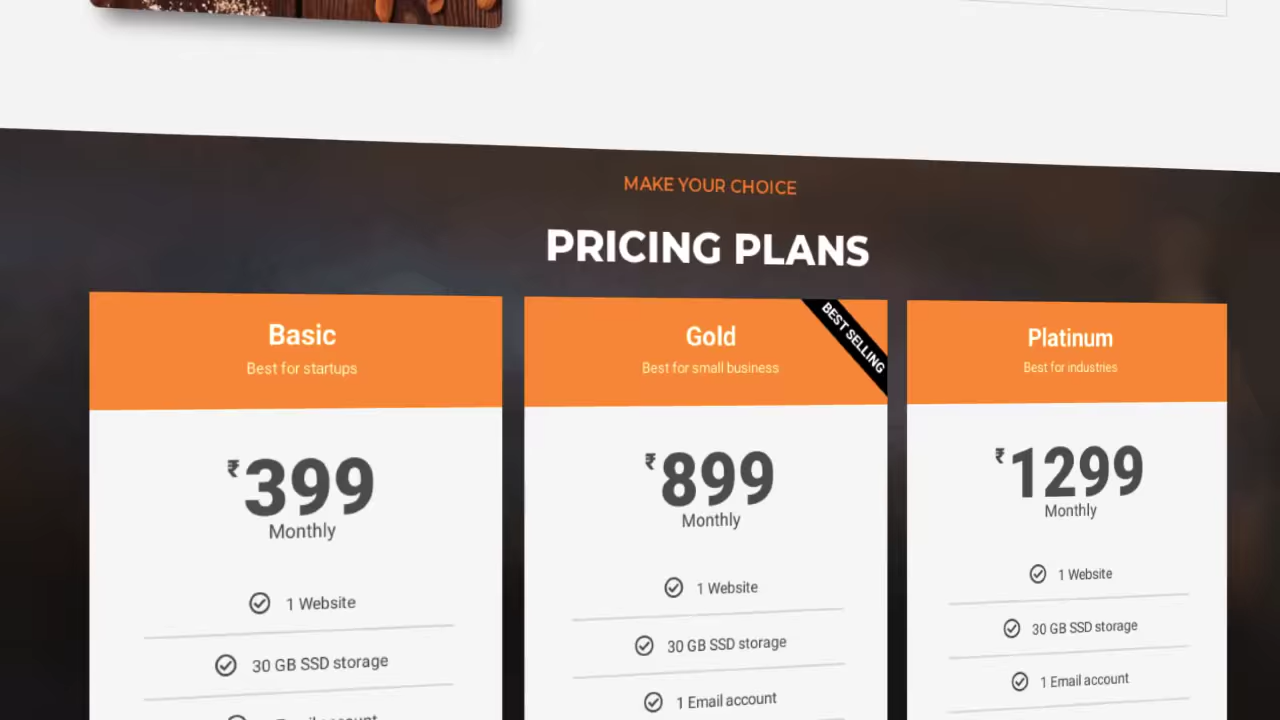 MAKE YOUR CHOICE
PRICING PLANS
Basic
Best for startups
₹399
Monthly
1 Website
30 GB SSD storage
Email account
Gold
Best for small business
BEST SELLING
₹899
Monthly
1 Website
30 GB SSD storage
1 Email account
Platinum
Best for industries
₹1299
Monthly
1 Website
30 GB SSD storage
1 Email account